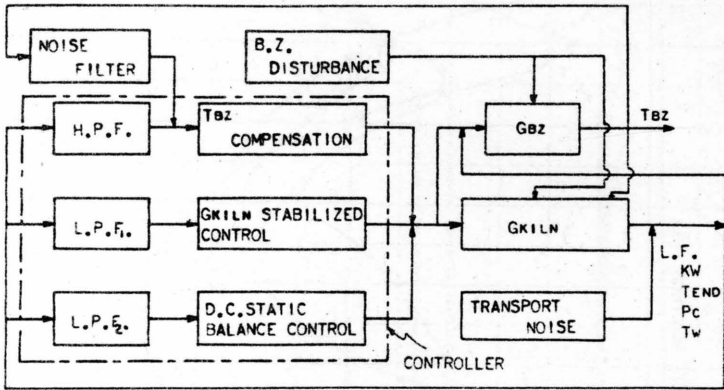 NOISE
FILTER
B.Z.
DISTURBANCE
H.P.F.
TBZ
COMPENSATION
GBZ
TBZ
L.P.F1.
GKILN STABILIZED
CONTROL
GKILN
L.F.
KW
TEND
PC
TW
L.P.F2.
D.C.STATIC
BALANCE CONTROL
TRANSPORT
NOISE
CONTROLLER